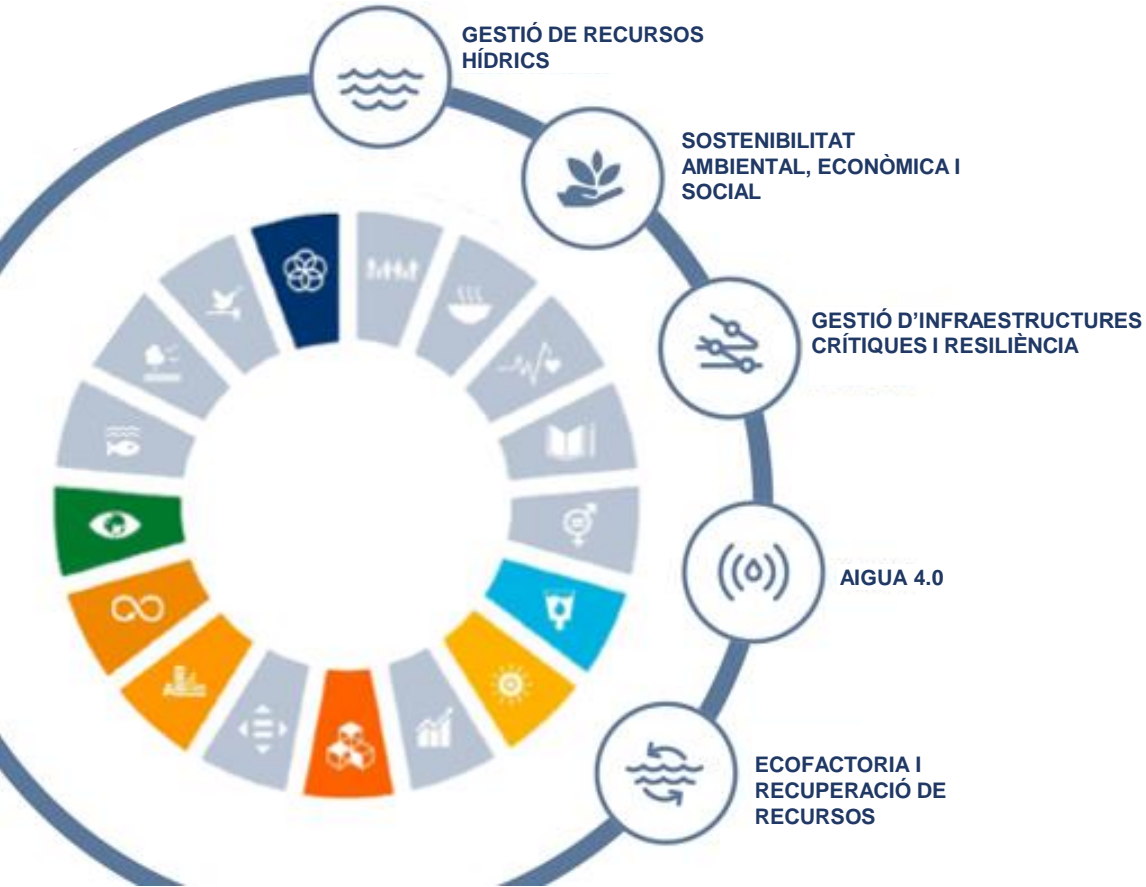 GESTIÓ DE RECURSOS
HÍDRICS
SOSTENIBILITAT
AMBIENTAL, ECONÒMICA I
SOCIAL
GESTIÓ D’INFRAESTRUCTURES
CRÍTIQUES I RESILIÈNCIA
AIGUA 4.0
ECOFACTORIA I
RECUPERACIÓ DE
RECURSOS